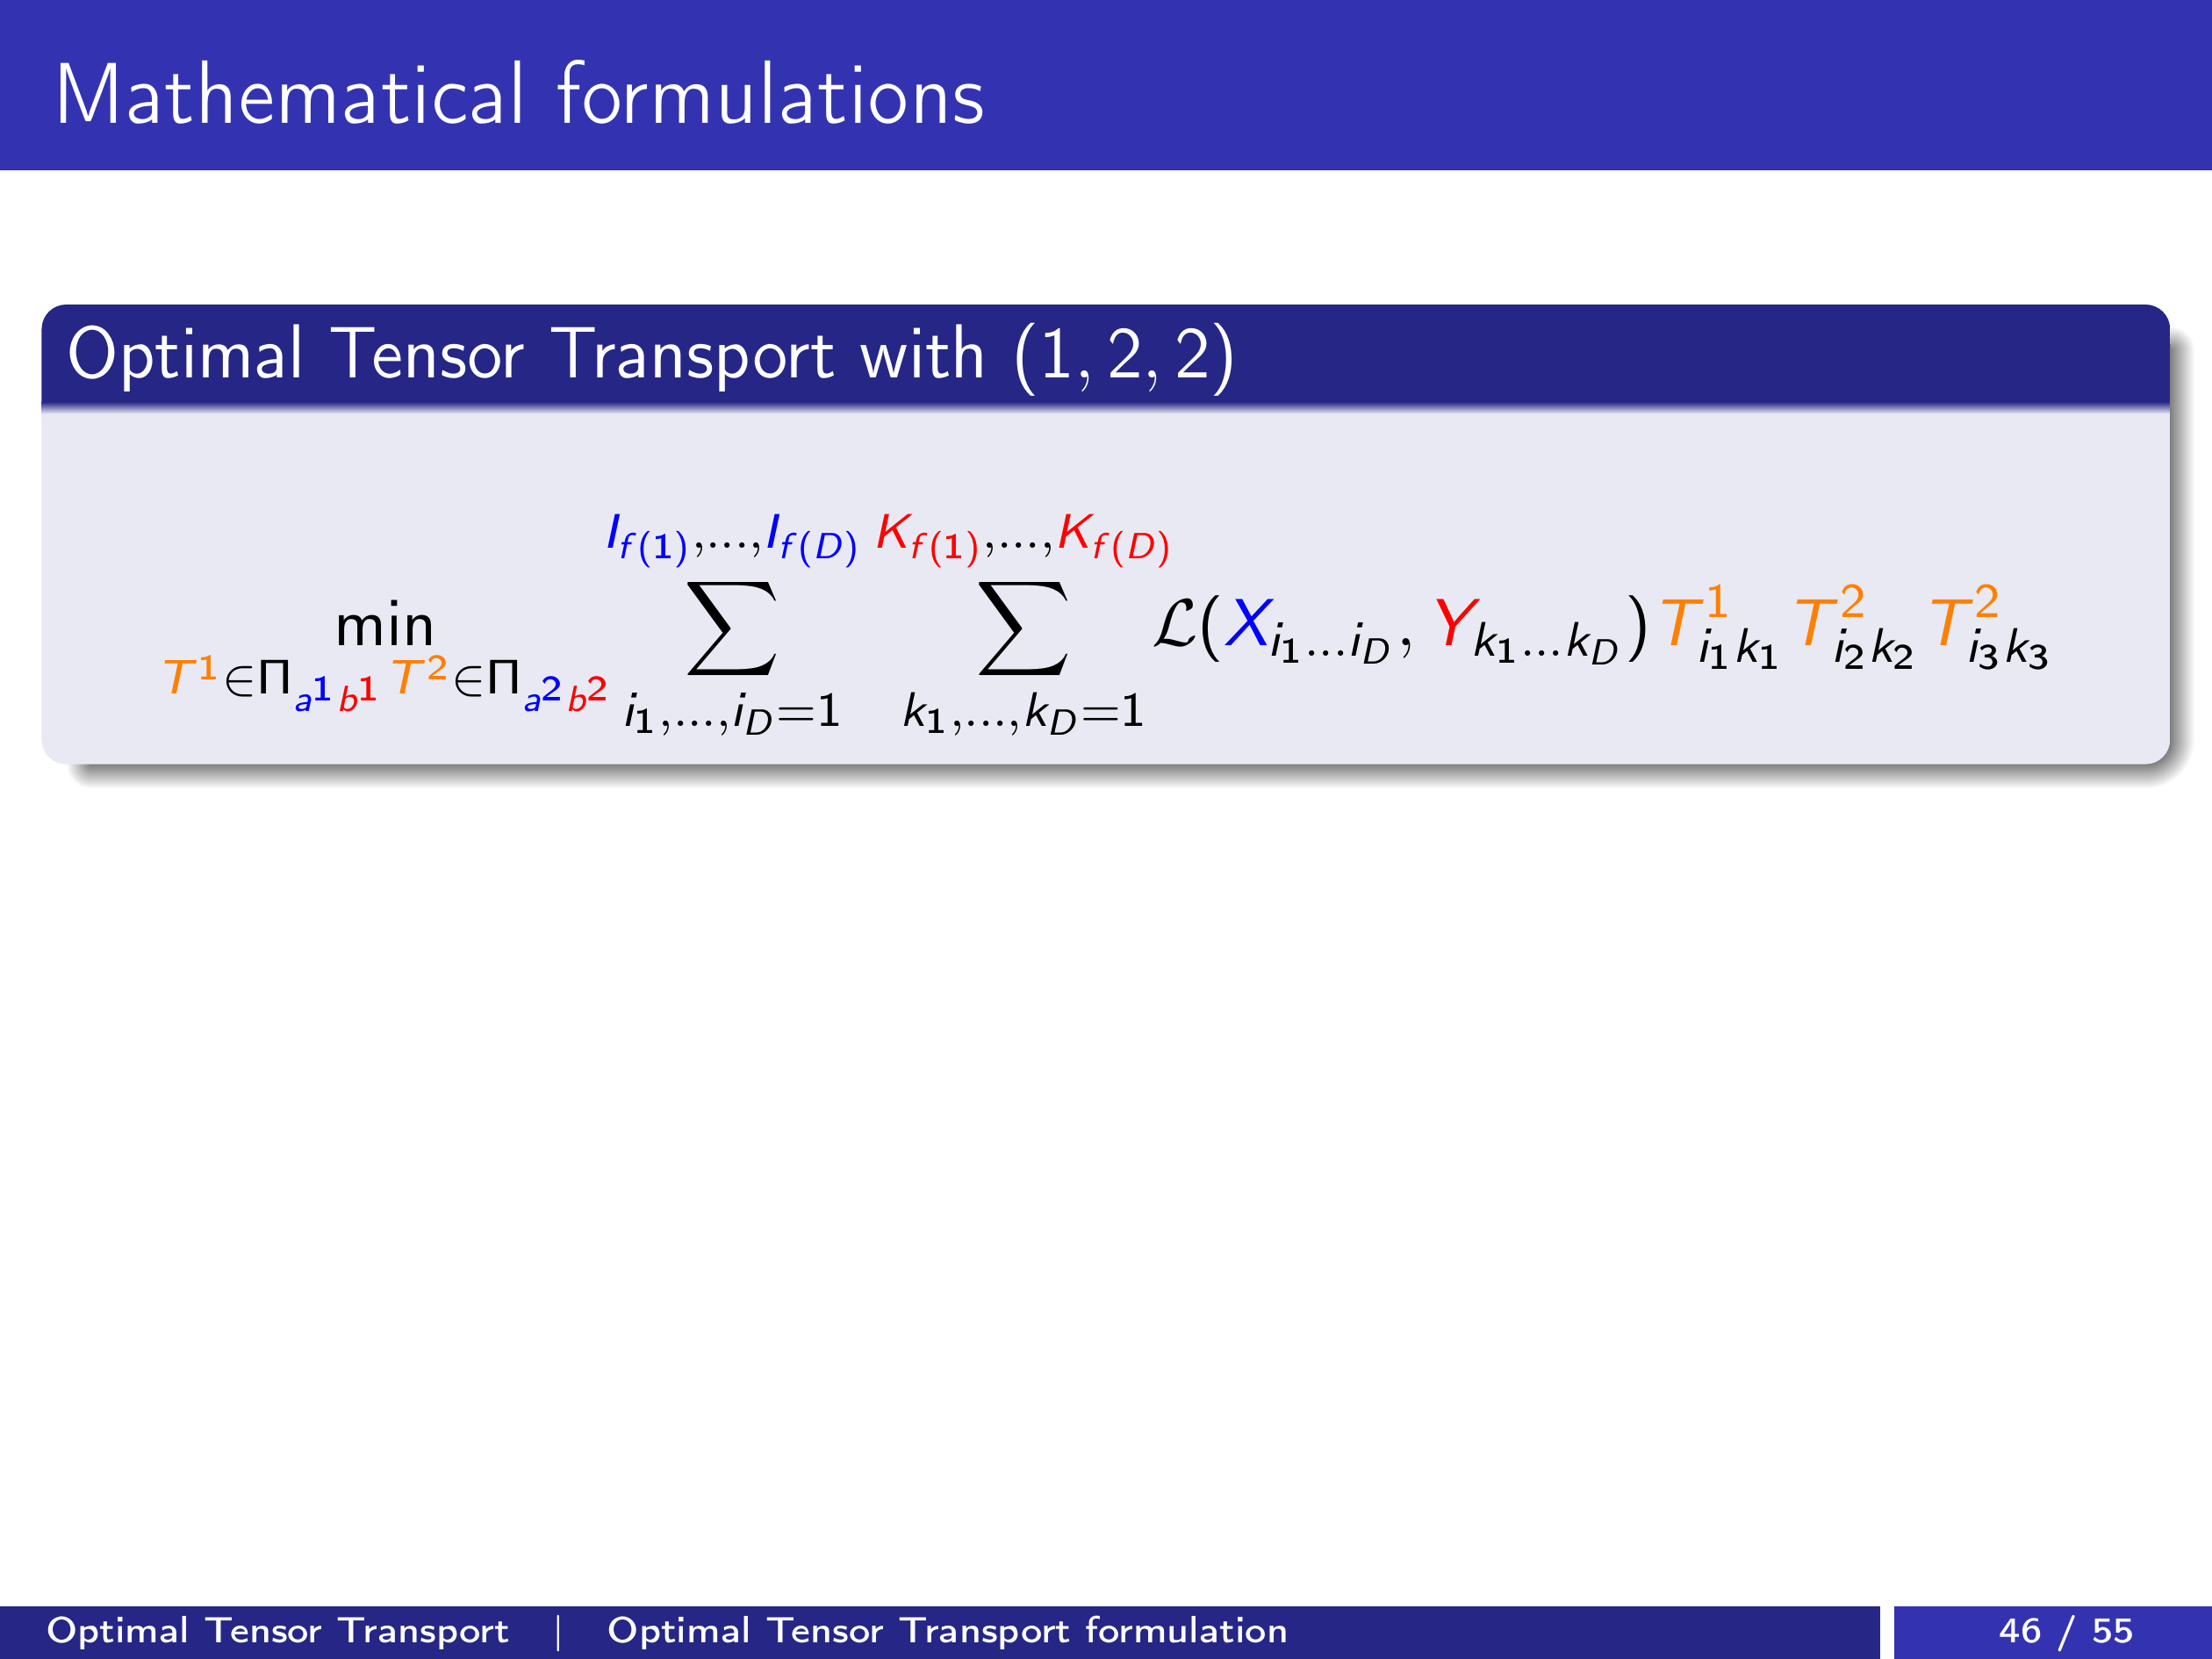 Mathematical formulations
Optimal Tensor Transport with (1, 2, 2)
$$\min_{T^1 \in \Pi_{a^1 b^1} T^2 \in \Pi_{a^2 b^2}} \sum_{i_1,\ldots,i_D=1}^{I_{f(1)},\ldots,I_{f(D)}} \sum_{k_1,\ldots,k_D=1}^{K_{f(1)},\ldots,K_{f(D)}} \mathcal{L}(X_{i_1 \ldots i_D}, Y_{k_1 \ldots k_D}) T^1_{i_1 k_1} T^2_{i_2 k_2} T^2_{i_3 k_3}$$
Optimal Tensor Transport | Optimal Tensor Transport formulation 46 / 55